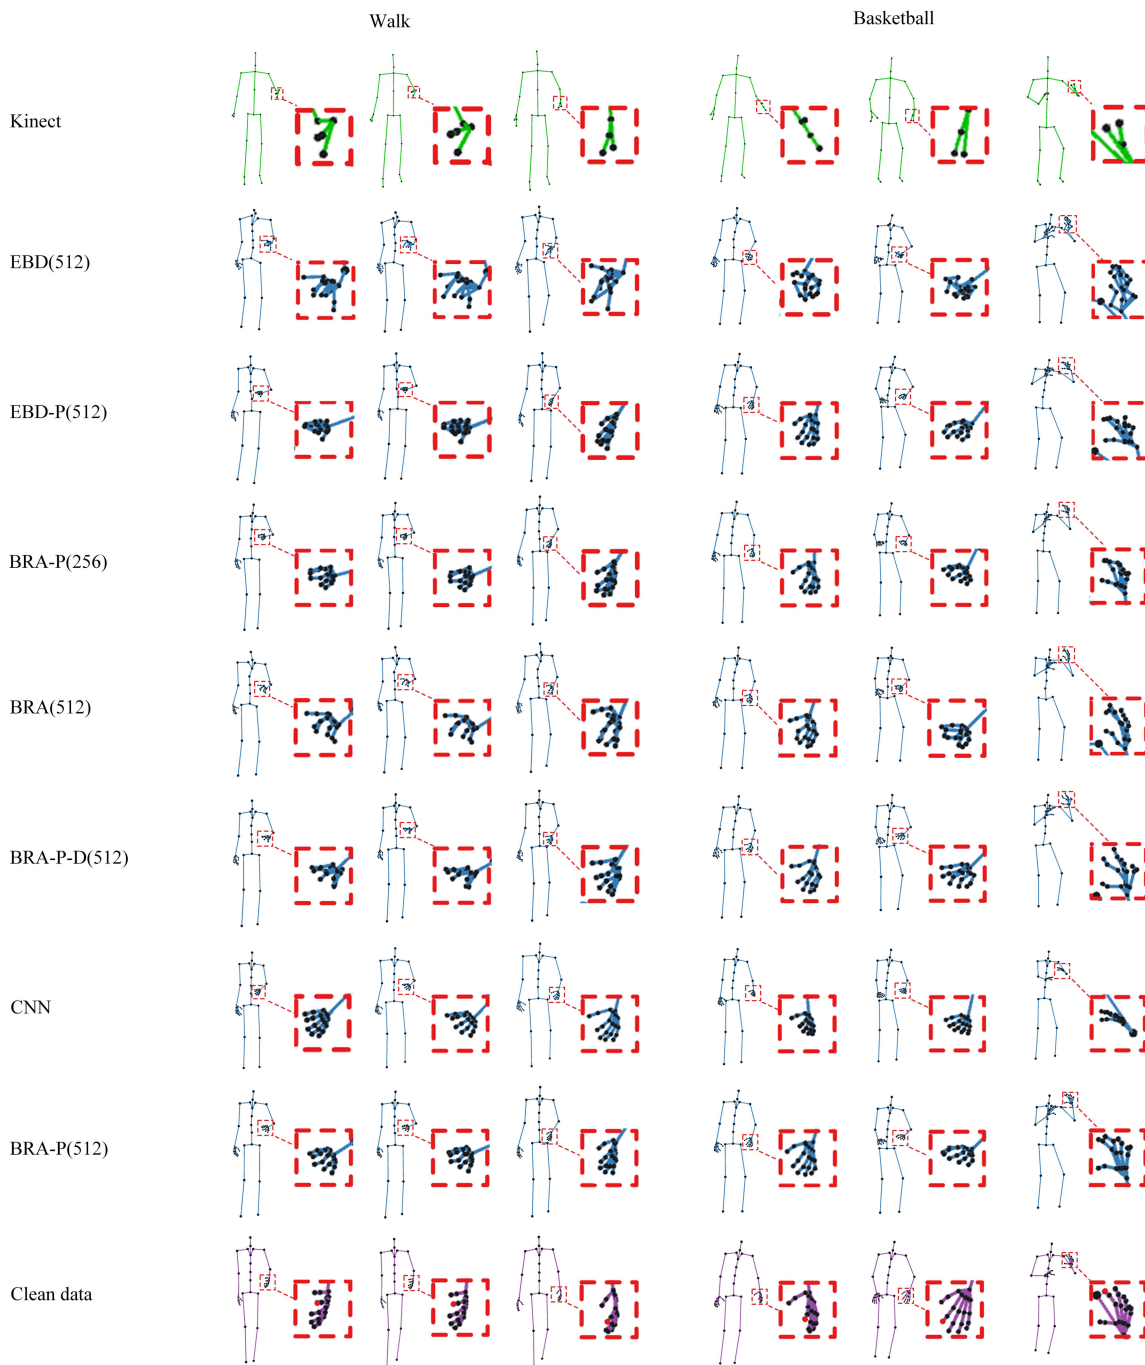 Walk
Basketball
Kinect
EBD(512)
EBD-P(512)
BRA-P(256)
BRA(512)
BRA-P-D(512)
CNN
BRA-P(512)
Clean data